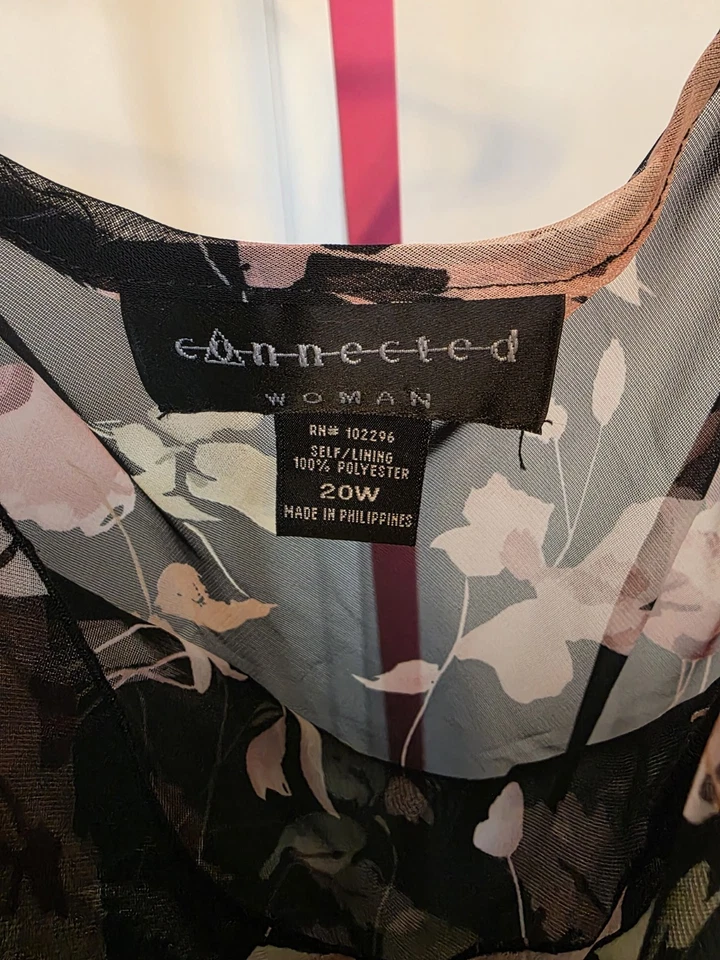 connected
WOMAN
RN# 102296
SELF/LINING
100% POLYESTER
20W
MADE IN PHILIPPINES